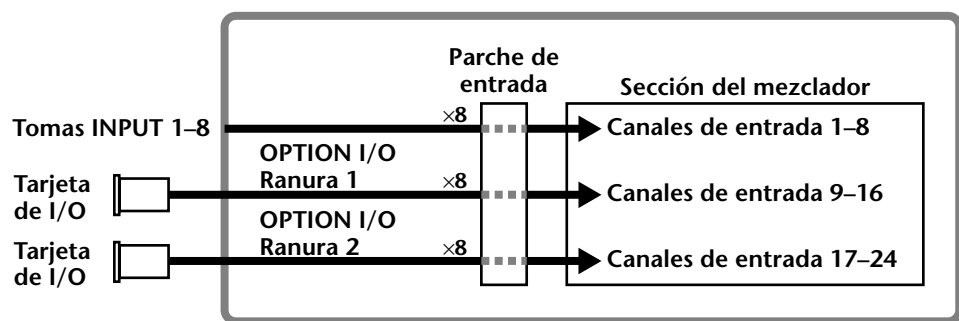 Parche de
entrada
Sección del mezclador
Tomas INPUT 1–8
×8
Canales de entrada 1–8
OPTION I/O
Ranura 1
Tarjeta
de I/O
×8
Canales de entrada 9–16
OPTION I/O
Ranura 2
Tarjeta
de I/O
×8
Canales de entrada 17–24